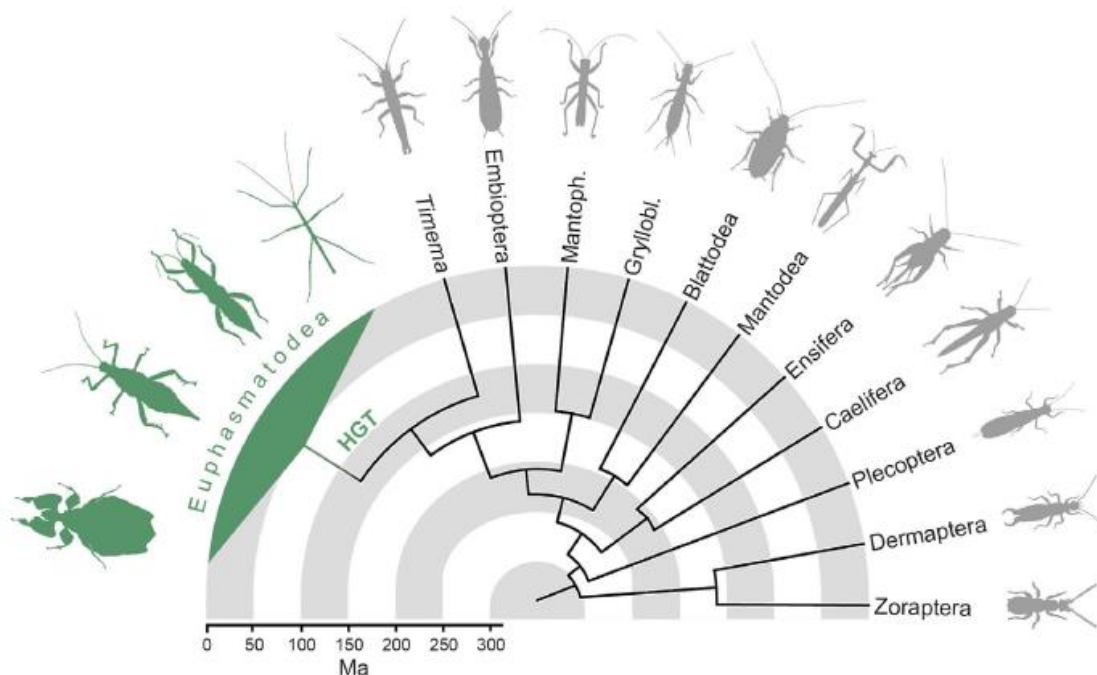 Euphasmatodea
HGT
Timema
Embioptera
Mantoph.
Gryllobl.
Blattodea
Mantodea
Ensifera
Caelifera
Plecoptera
Dermaptera
Zoraptera
0 50 100 150 200 250 300
Ma